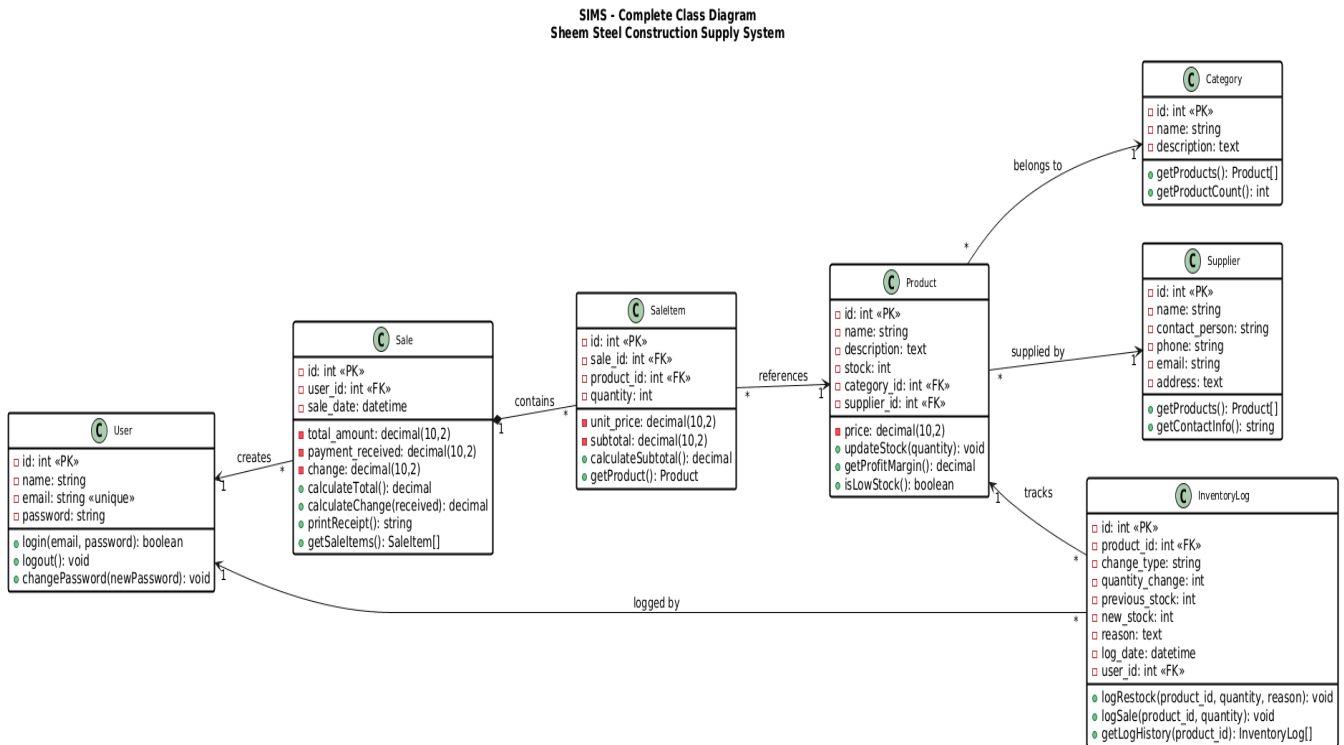 SIMS - Complete Class Diagram
Sheem Steel Construction Supply System
C Category
id: int «PK»
name: string
description: text
getProducts(): Product[]
getProductCount(): int
belongs to
1
*
C Supplier
id: int «PK»
name: string
contact_person: string
phone: string
email: string
address: text
getProducts(): Product[]
getContactInfo(): string
supplied by
1
*
C Product
id: int «PK»
name: string
description: text
stock: int
category_id: int «FK»
supplier_id: int «FK»
price: decimal(10,2)
updateStock(quantity): void
getProfitMargin(): decimal
isLowStock(): boolean
references
*
1
C SaleItem
id: int «PK»
sale_id: int «FK»
product_id: int «FK»
quantity: int
unit_price: decimal(10,2)
subtotal: decimal(10,2)
calculateSubtotal(): decimal
getProduct(): Product
contains
*
1
C Sale
id: int «PK»
user_id: int «FK»
sale_date: datetime
total_amount: decimal(10,2)
payment_received: decimal(10,2)
change: decimal(10,2)
calculateTotal(): decimal
calculateChange(received): decimal
printReceipt(): string
getSaleItems(): SaleItem[]
creates
*
1
C User
id: int «PK»
name: string
email: string «unique»
password: string
login(email, password): boolean
logout(): void
changePassword(newPassword): void
1
logged by
*
tracks
1
*
C InventoryLog
id: int «PK»
product_id: int «FK»
change_type: string
quantity_change: int
previous_stock: int
new_stock: int
reason: text
log_date: datetime
user_id: int «FK»
logRestock(product_id, quantity, reason): void
logSale(product_id, quantity): void
getLogHistory(product_id): InventoryLog[]